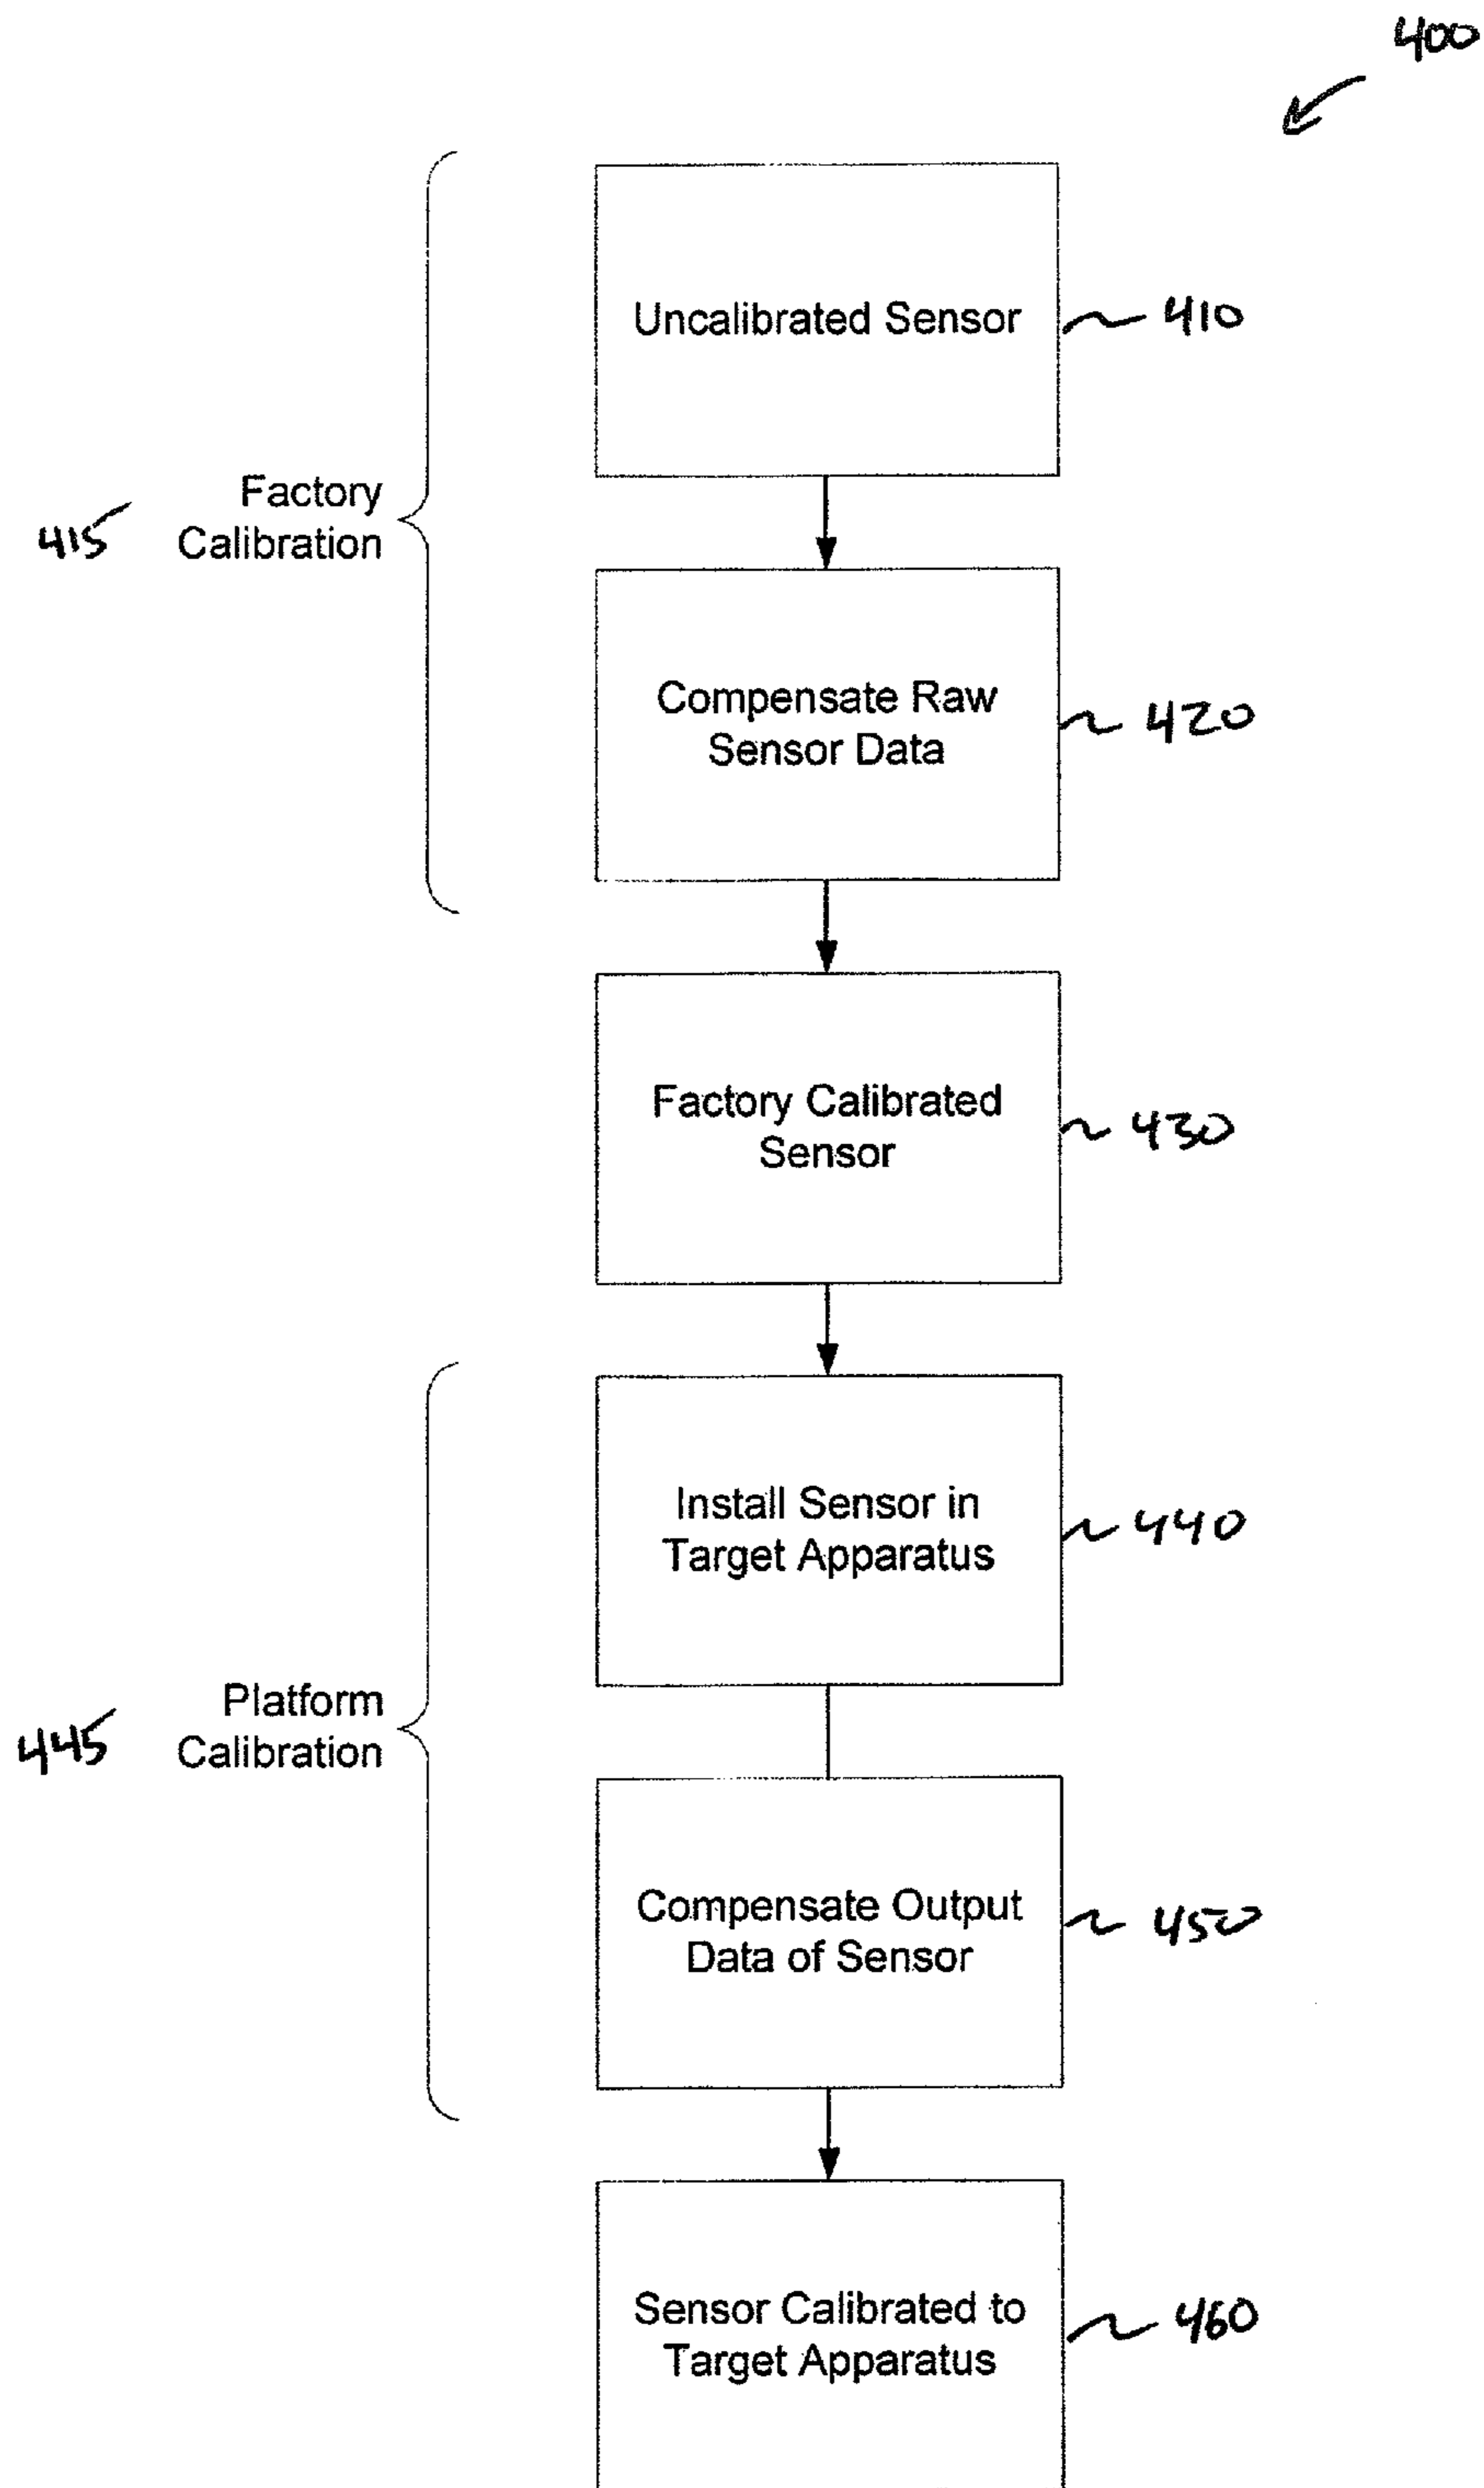 400
Uncalibrated Sensor
410
Factory
Calibration
415
Compensate Raw
Sensor Data
420
Factory Calibrated
Sensor
430
Install Sensor in
Target Apparatus
440
Platform
Calibration
445
Compensate Output
Data of Sensor
450
Sensor Calibrated to
Target Apparatus
460